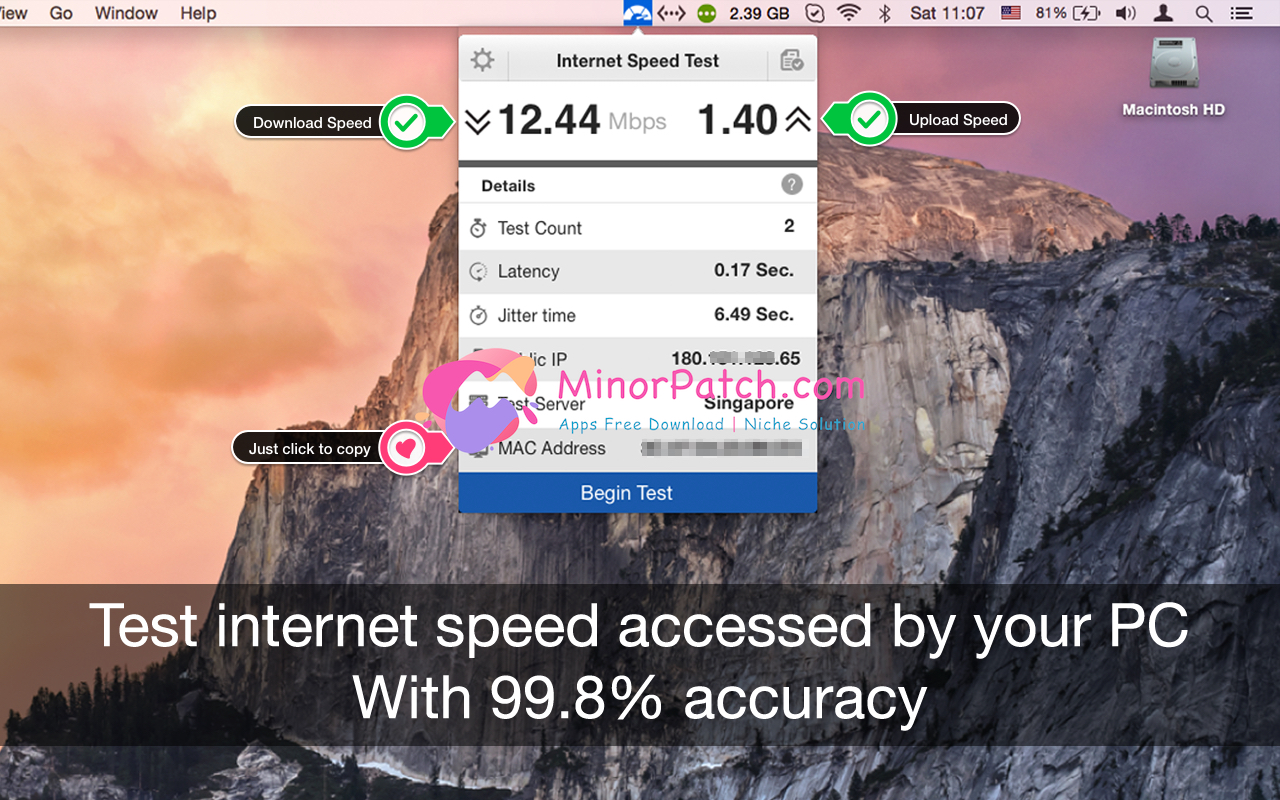 iew Go Window Help 2.39 GB Sat 11:07 81%
Internet Speed Test
Macintosh HD
Download Speed 12.44 Mbps 1.40 Upload Speed
Details ?
Test Count 2
Latency 0.17 Sec.
Jitter time 6.49 Sec.
lic IP 180. .65
MinorPatch.com
Test Server Singapore
Apps Free Download | Niche Solution
Just click to copy MAC Address
Begin Test
Test internet speed accessed by your PC
With 99.8% accuracy